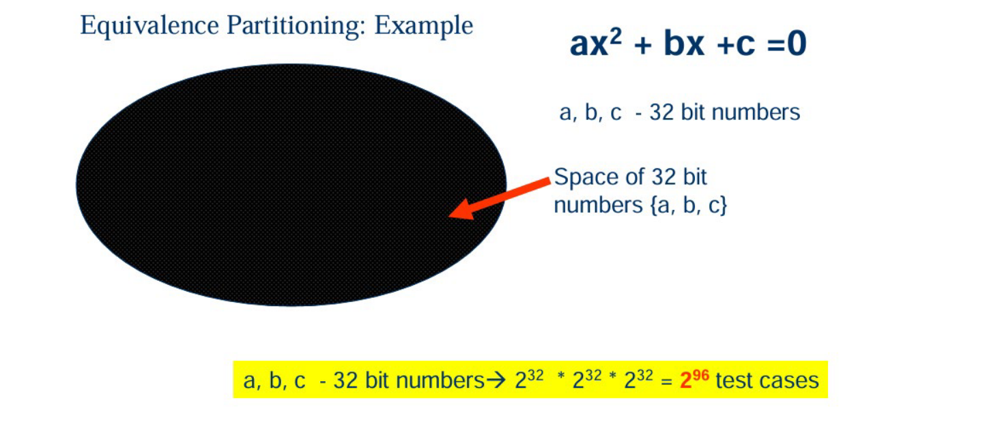 Equivalence Partitioning: Example
ax² + bx +c =0
a, b, c - 32 bit numbers
Space of 32 bit
numbers {a, b, c}
a, b, c - 32 bit numbers→ 2³² * 2³² * 2³² = 2⁹⁶ test cases